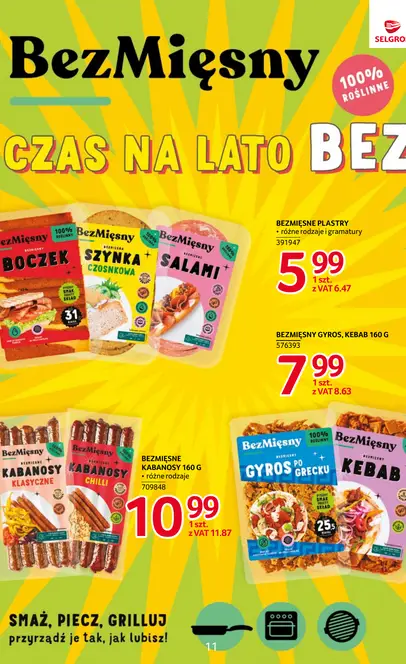 SELGROS
BezMięsny
100%
ROŚLINNE
CZAS NA LATO BEZ
BEZMIĘSNE PLASTRY
• różne rodzaje i gramatury
391947
5 99
1 szt.
z VAT 6.47
BezMięsny
BOCZEK
31
BezMięsny
SZYNKA
CZOSNKOWA
100%
BezMięsny
SALAMI
BEZMIĘSNY GYROS, KEBAB 160 G
576393
7 99
1 szt.
z VAT 8.63
BezMięsny
KABANOSY
KLASYCZNE
BezMięsny
KABANOSY
CHILLI
BEZMIĘSNE
KABANOSY 160 G
• różne rodzaje
709848
10 99
1 szt.
z VAT 11.87
100%
BezMięsny
GYROS PO
GRECKU
25,5
BezMięsny
KEBAB
SMAŻ, PIECZ, GRILLUJ
przyrządź je tak, jak lubisz!
11